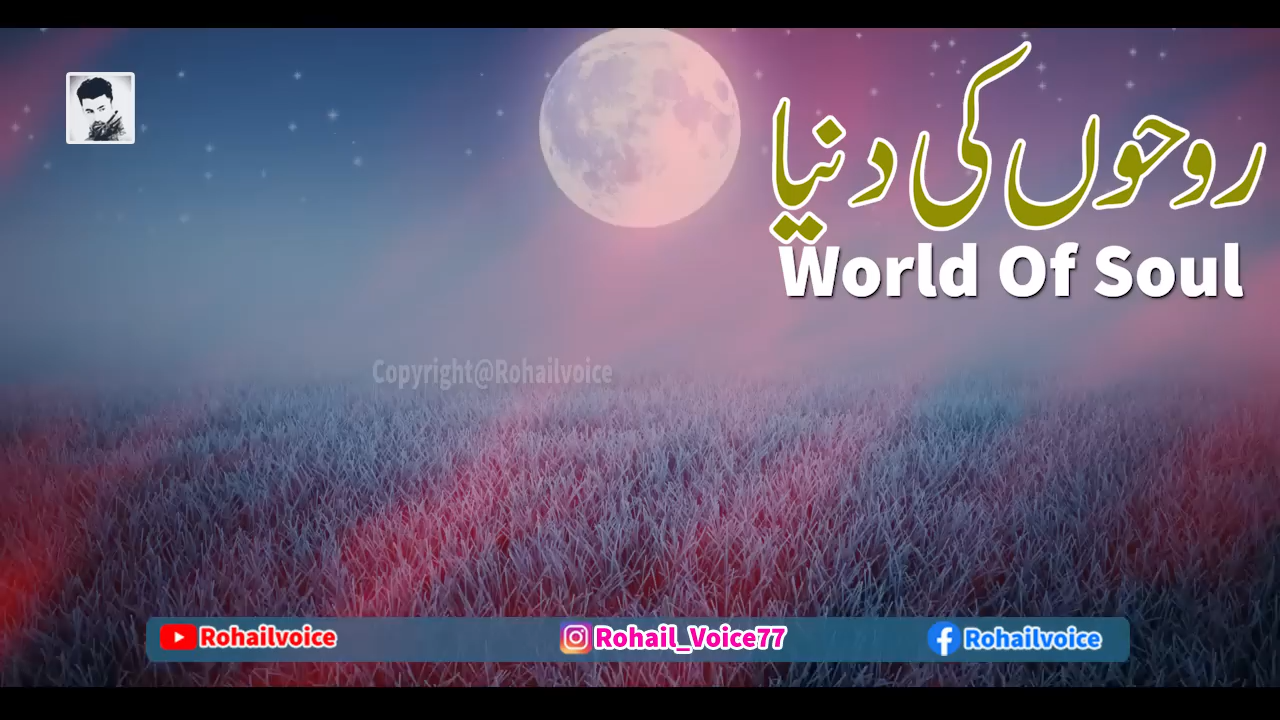 روحوں کی دنیا
World Of Soul
Copyright@Rohailvoice
Rohailvoice
Rohail_Voice77
Rohailvoice